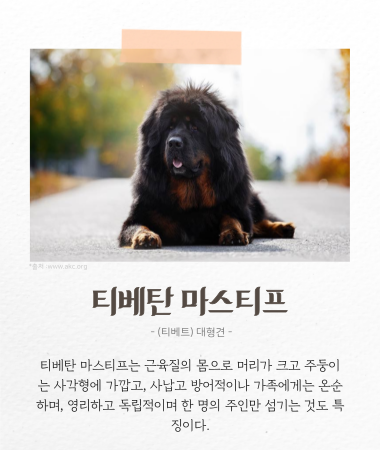 *출처:www.akc.org
티베탄 마스티프
- (티베트) 대형견 -
티베탄 마스티프는 근육질의 몸으로 머리가 크고 주둥이
는 사각형에 가깝고, 사납고 방어적이나 가족에게는 온순
하며, 영리하고 독립적이며 한 명의 주인만 섬기는 것도 특
징이다.